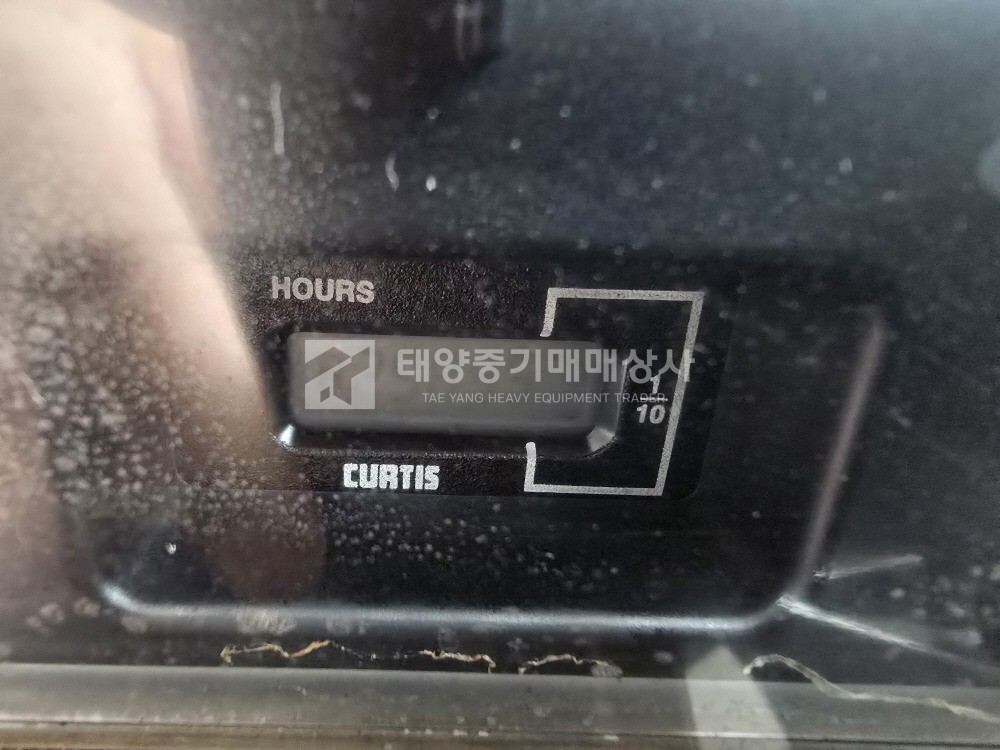 HOURS
태양중기매매상사
TAE YANG HEAVY EQUIPMENT TRADER
1
10
CURTIS